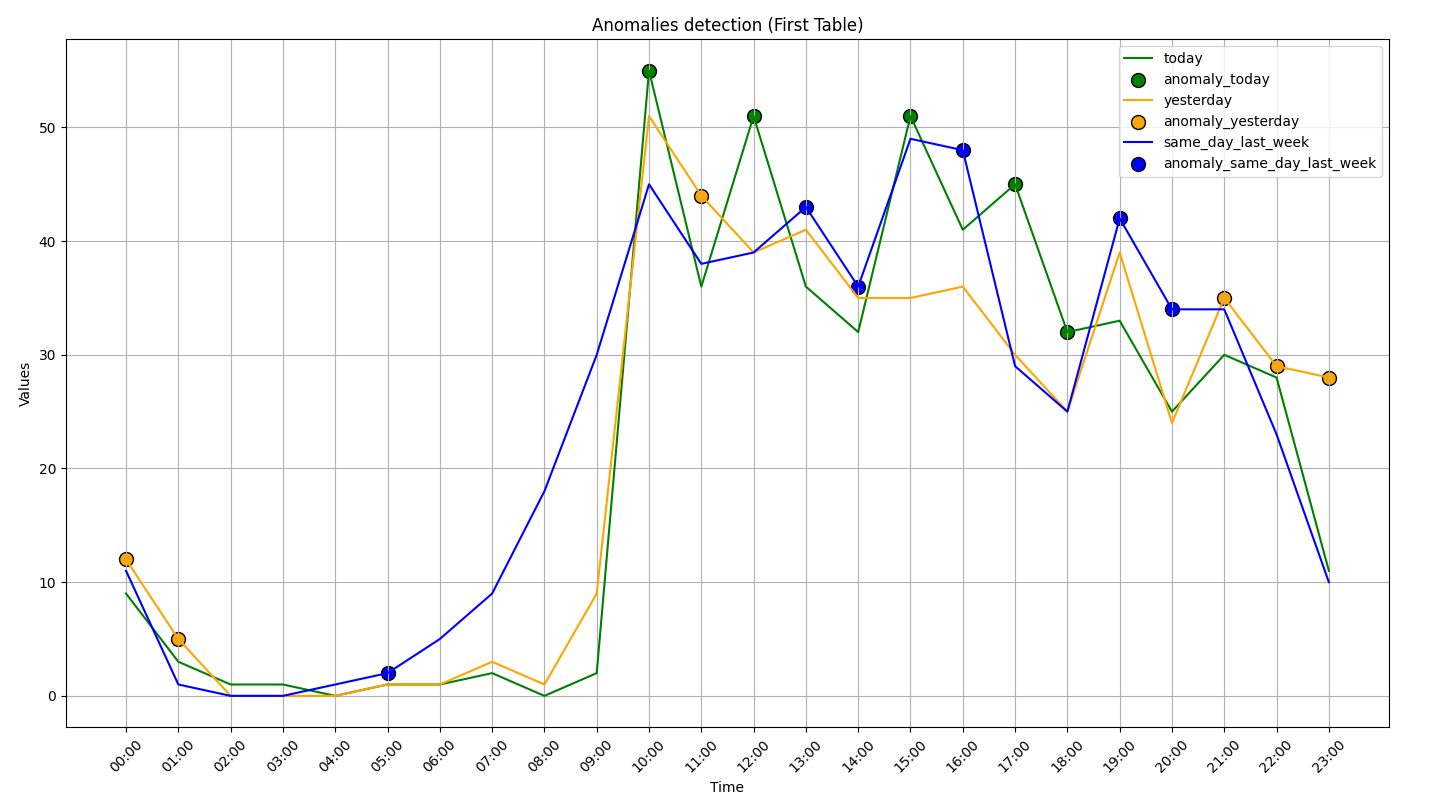 Anomalies detection (First Table)
today
anomaly_today
yesterday
anomaly_yesterday
same_day_last_week
anomaly_same_day_last_week
Values
50
40
30
20
10
0
00:00 01:00 02:00 03:00 04:00 05:00 06:00 07:00 08:00 09:00 10:00 11:00 12:00 13:00 14:00 15:00 16:00 17:00 18:00 19:00 20:00 21:00 22:00 23:00
Time